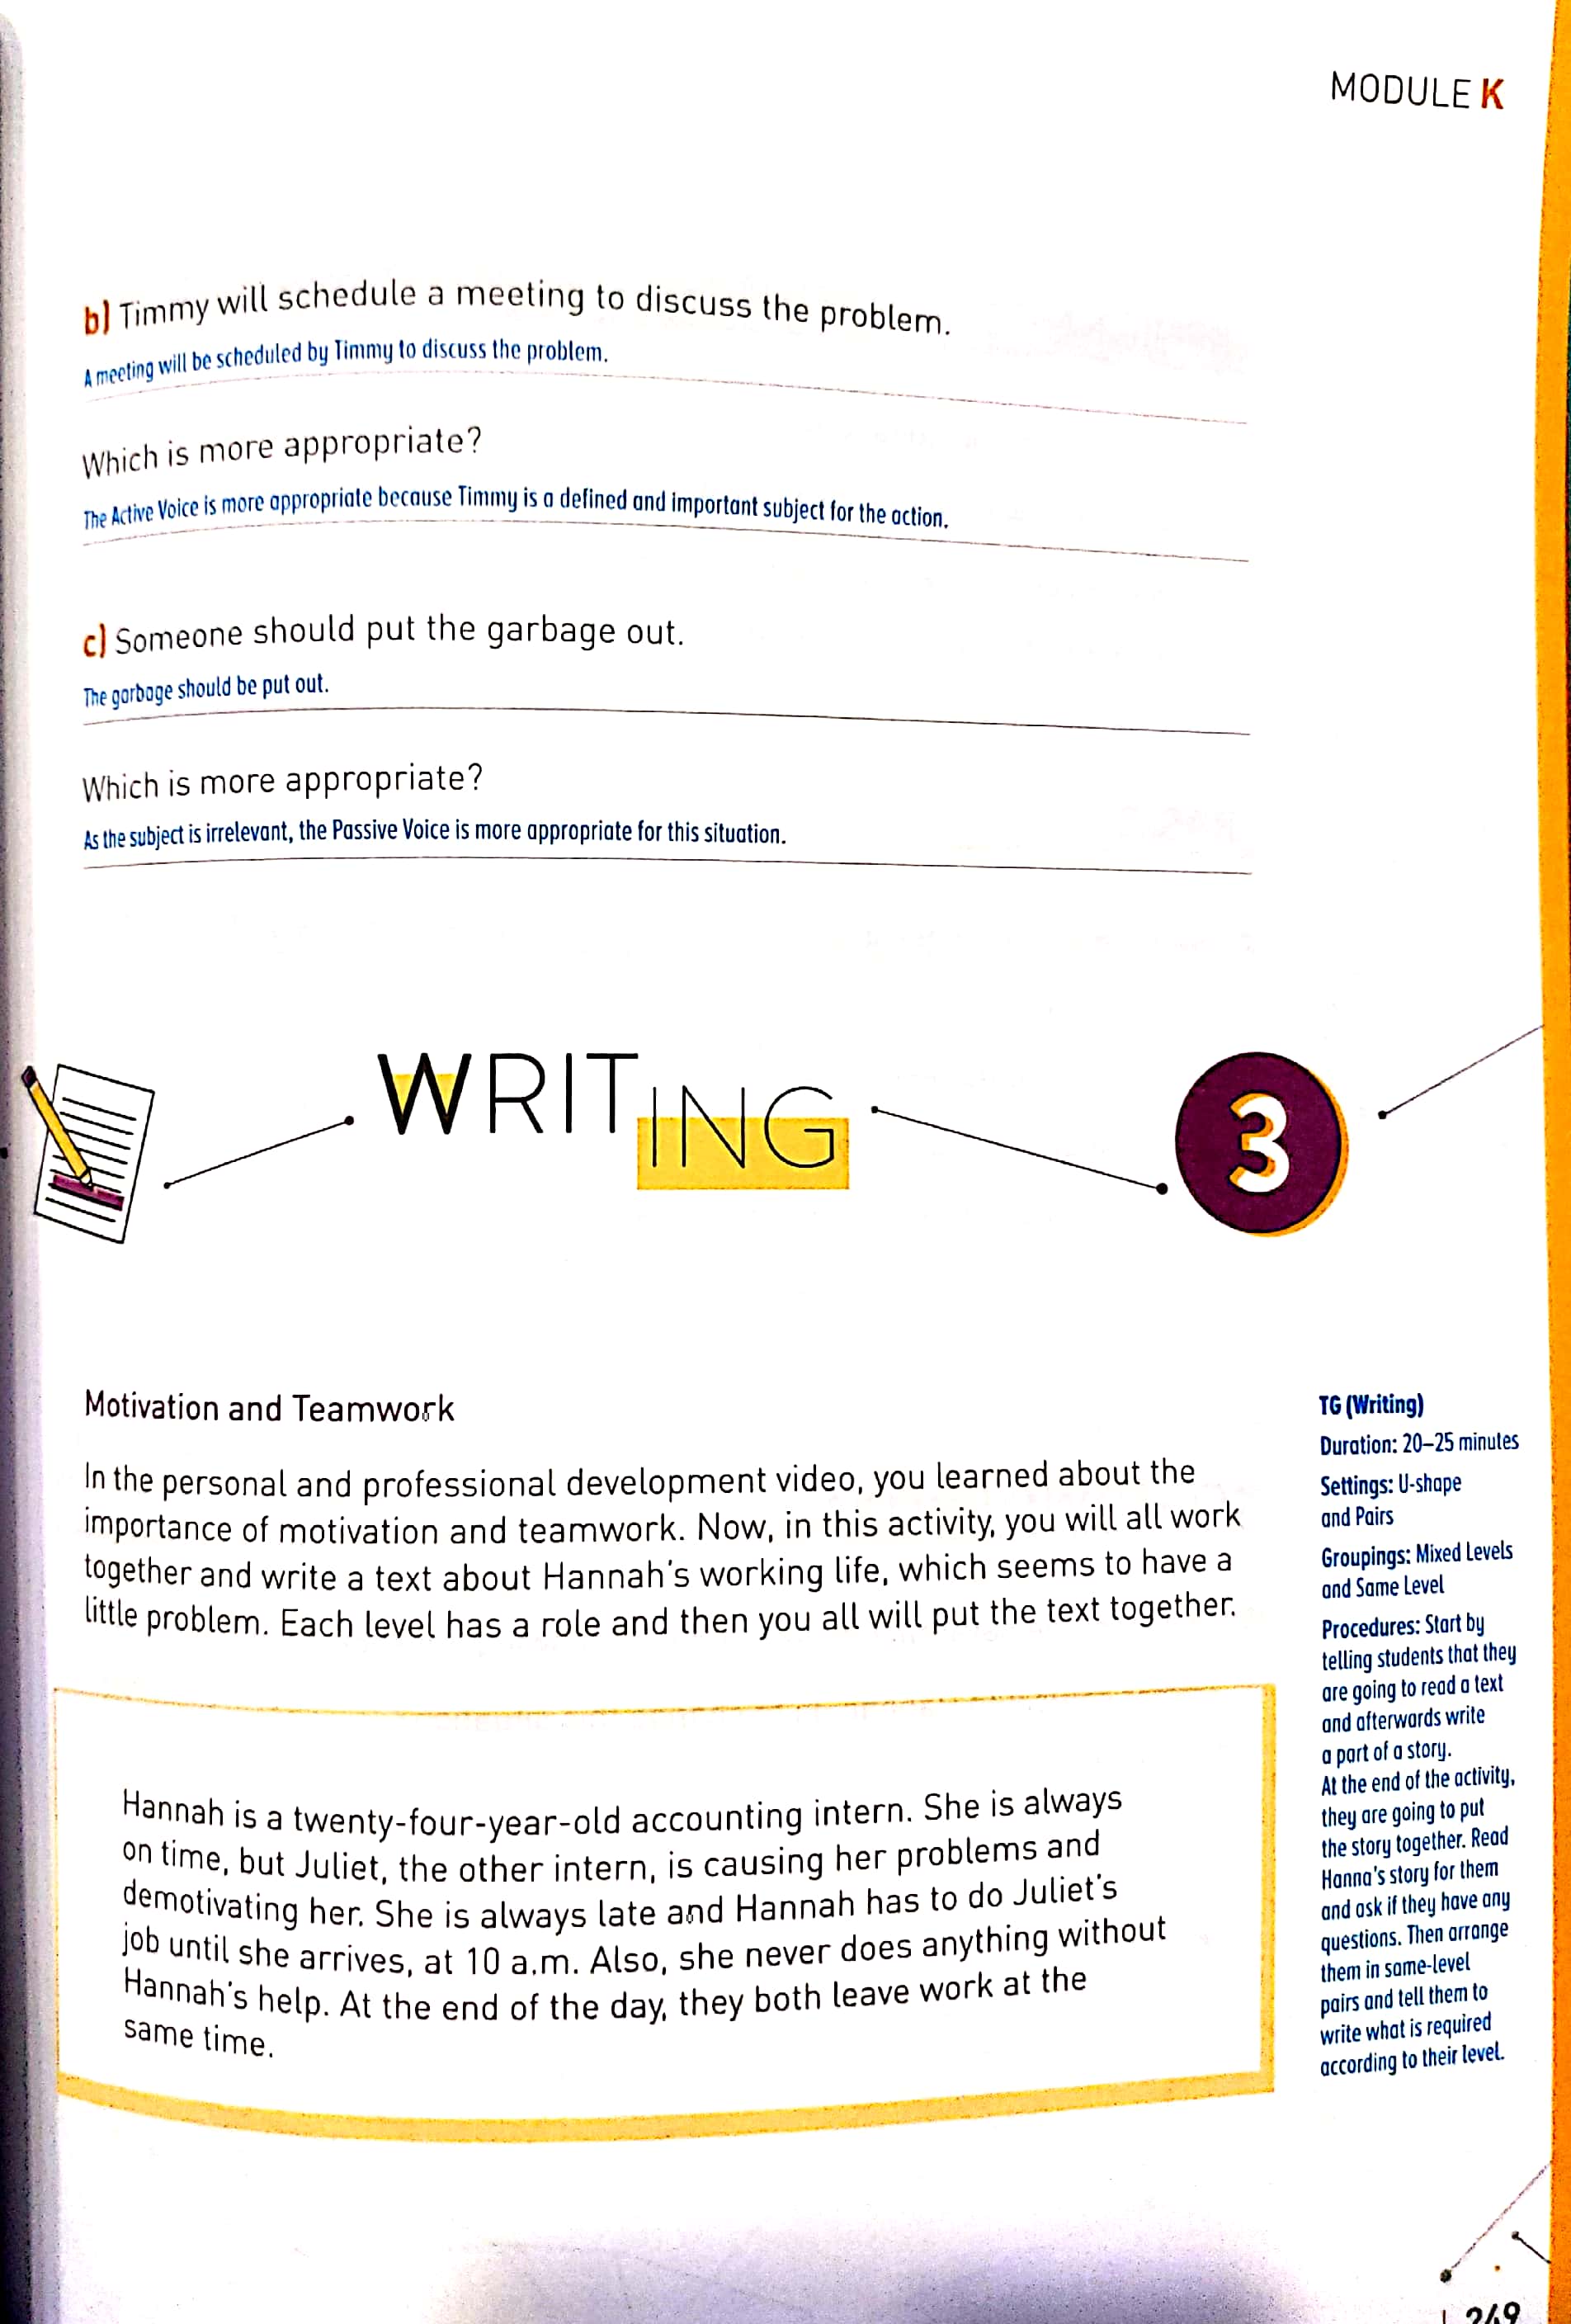 MODULE K
b) Timmy will schedule a meeting to discuss the problem.
A meeting will be scheduled by Timmy to discuss the problem.
Which is more appropriate?
The Active Voice is more appropriate because Timmy is a defined and important subject for the action.
c) Someone should put the garbage out.
The garbage should be put out.
Which is more appropriate?
As the subject is irrelevant, the Passive Voice is more appropriate for this situation.
WRITING
3
Motivation and Teamwork
In the personal and professional development video, you learned about the
importance of motivation and teamwork. Now, in this activity, you will all work
together and write a text about Hannah's working life, which seems to have a
little problem. Each level has a role and then you all will put the text together.
Hannah is a twenty-four-year-old accounting intern. She is always
on time, but Juliet, the other intern, is causing her problems and
demotivating her. She is always late and Hannah has to do Juliet's
job until she arrives, at 10 a.m. Also, she never does anything without
Hannah's help. At the end of the day, they both leave work at the
same time.
TG (Writing)
Duration: 20–25 minutes
Settings: U-shape
and Pairs
Groupings: Mixed Levels
and Same Level
Procedures: Start by
telling students that they
are going to read a text
and afterwards write
a part of a story.
At the end of the activity,
they are going to put
the story together. Read
Hanna's story for them
and ask if they have any
questions. Then arrange
them in same-level
pairs and tell them to
write what is required
according to their level.
249